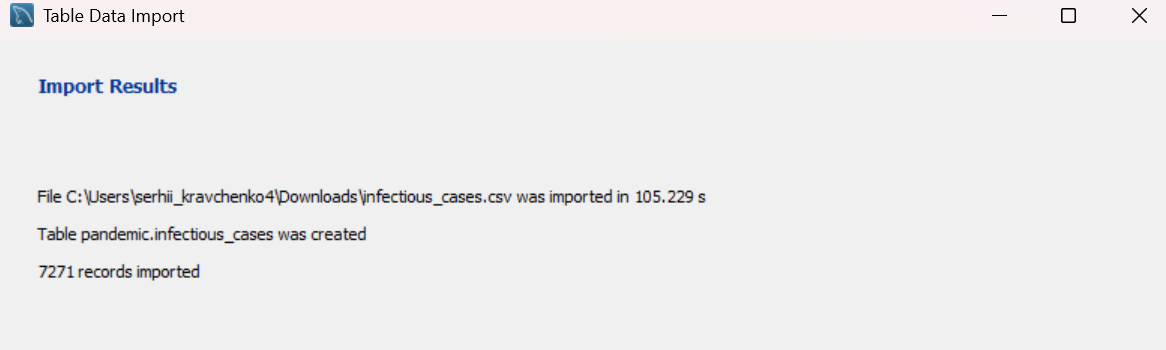 Table Data Import
Import Results
File C:\Users\serhii_kravchenko4\Downloads\infectious_cases.csv was imported in 105.229 s
Table pandemic.infectious_cases was created
7271 records imported